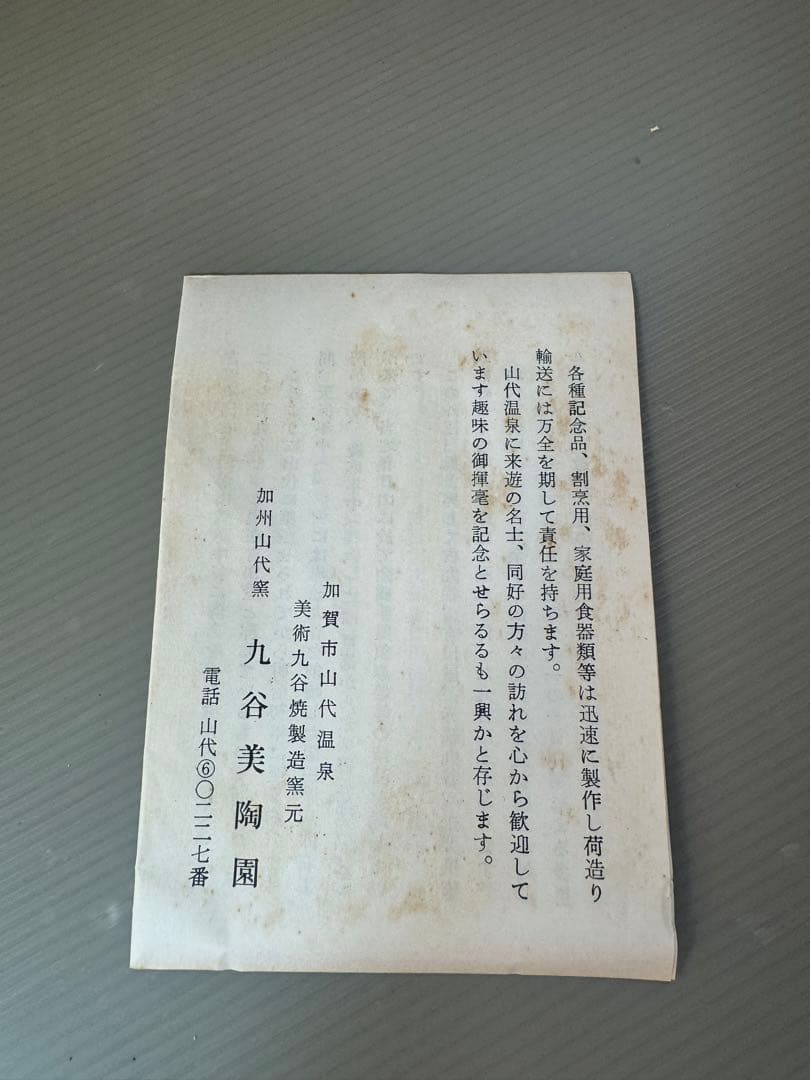 各種記念品、割烹用、家庭用食器類等は迅速に製作し荷造り
輸送には万全を期して責任を持ちます。
山代温泉に来遊の名士、同好の方々の訪れを心から歓迎して
います趣味の御揮毫を記念とせらるるも一興かと存じます。
加賀市山代温泉
美術九谷焼製造窯元
加州山代窯 九谷美陶園
電話 山代⑥〇二二七番